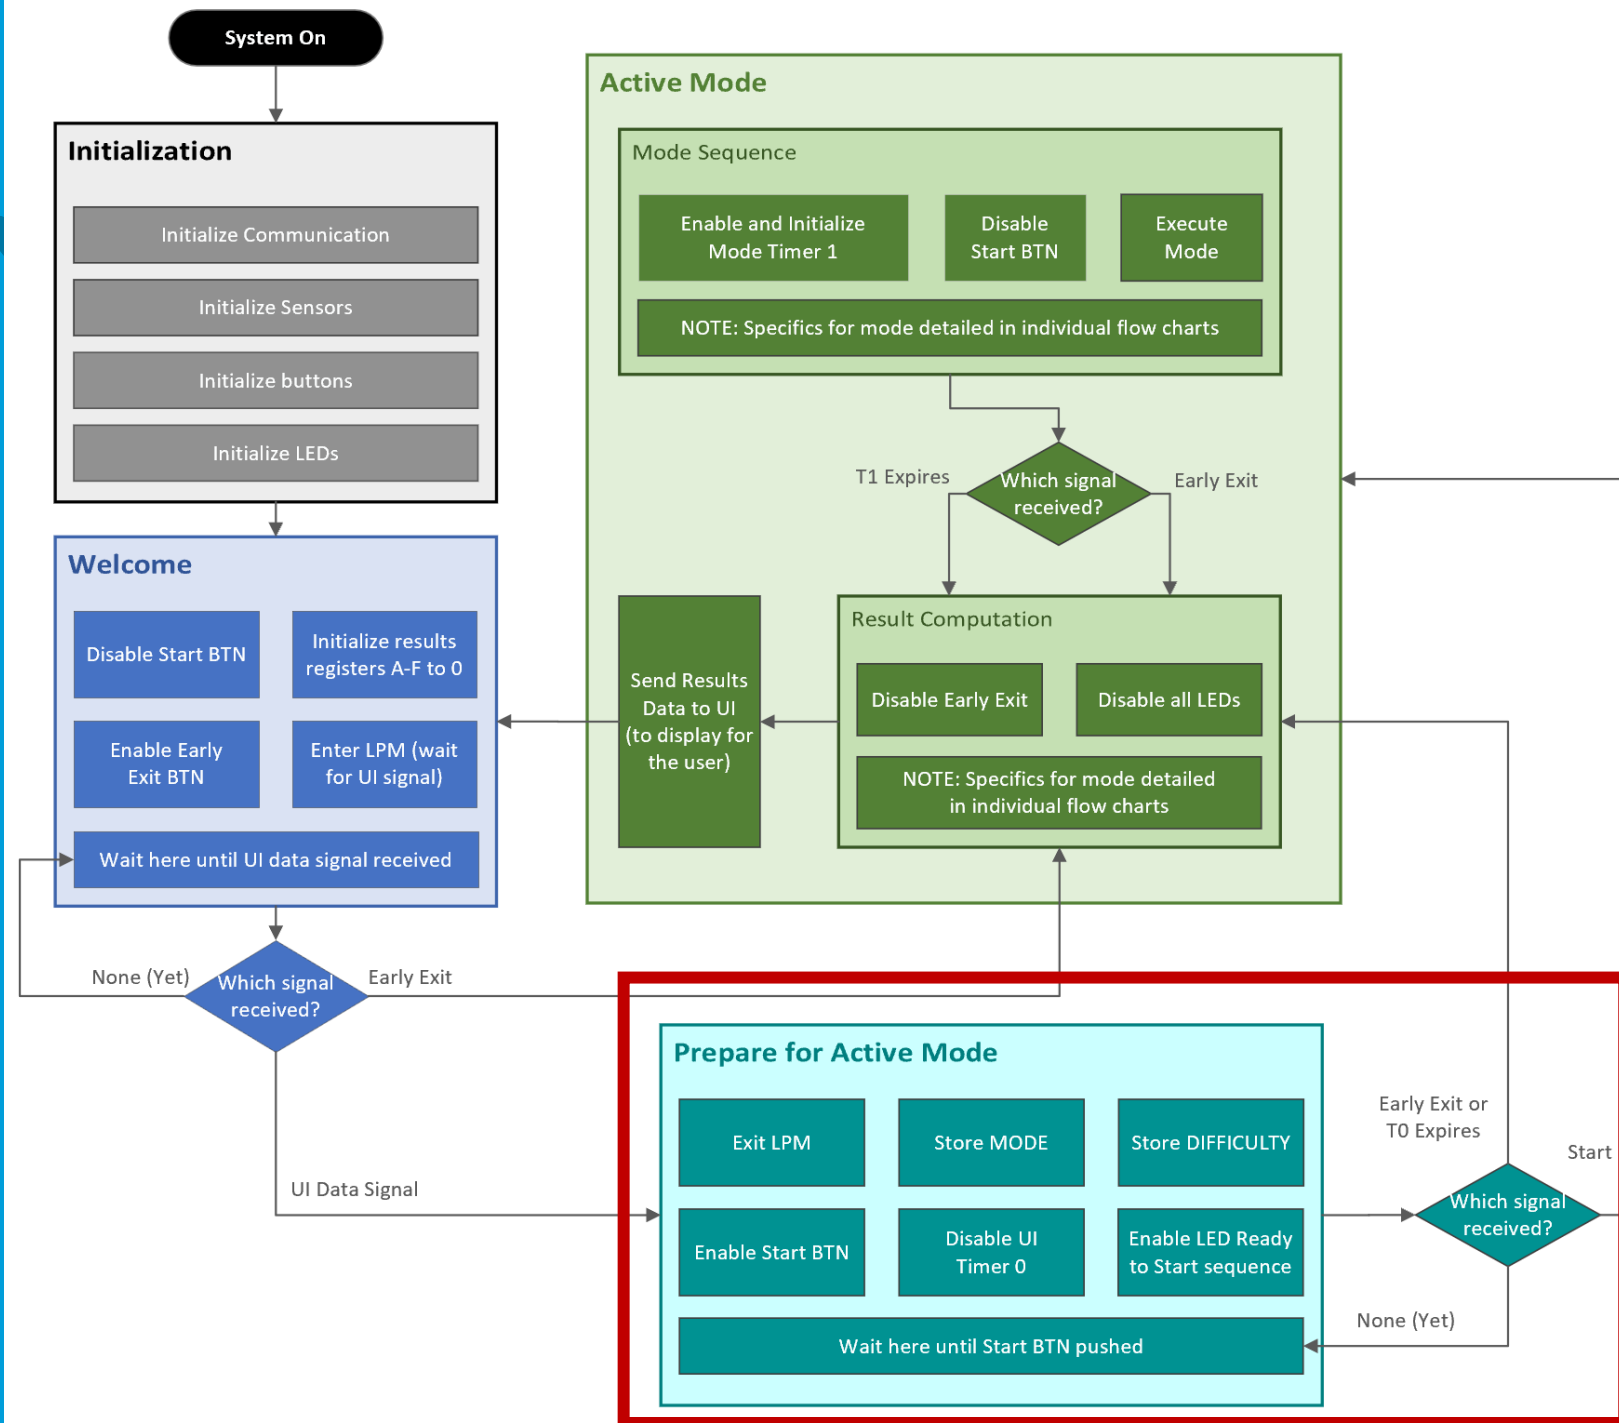 System On
Initialization
Initialize Communication
Initialize Sensors
Initialize buttons
Initialize LEDs
Welcome
Disable Start BTN
Initialize results
registers A-F to 0
Enable Early
Exit BTN
Enter LPM (wait
for UI signal)
Wait here until UI data signal received
None (Yet)
Which signal
received?
Early Exit
UI Data Signal
Active Mode
Mode Sequence
Enable and Initialize
Mode Timer 1
Disable
Start BTN
Execute
Mode
NOTE: Specifics for mode detailed in individual flow charts
T1 Expires
Which signal
received?
Early Exit
Result Computation
Disable Early Exit
Disable all LEDs
NOTE: Specifics for mode detailed
in individual flow charts
Send Results
Data to UI
(to display for
the user)
Prepare for Active Mode
Exit LPM
Store MODE
Store DIFFICULTY
Enable Start BTN
Disable UI
Timer 0
Enable LED Ready
to Start sequence
Wait here until Start BTN pushed
Early Exit or
T0 Expires
Start
Which signal
received?
None (Yet)